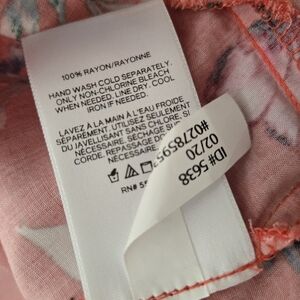 100% RAYON/RAYONNE
HAND WASH COLD SEPARATELY.
ONLY NON-CHLORINE BLEACH
WHEN NEEDED. LINE DRY. COOL
IRON IF NEEDED.
LAVEZ À LA MAIN À L'EAU FROIDE
SÉPARÉMENT. UTILISEZ SEULEMENT
DU JAVELLISANT SANS CHLORE, SI
NÉCESSAIRE. SÉCHAGE SUR
CORDE. REPASSAGE DOUX
NÉCESSAIRE.
RN#
ID#5638
02/20
#0278595